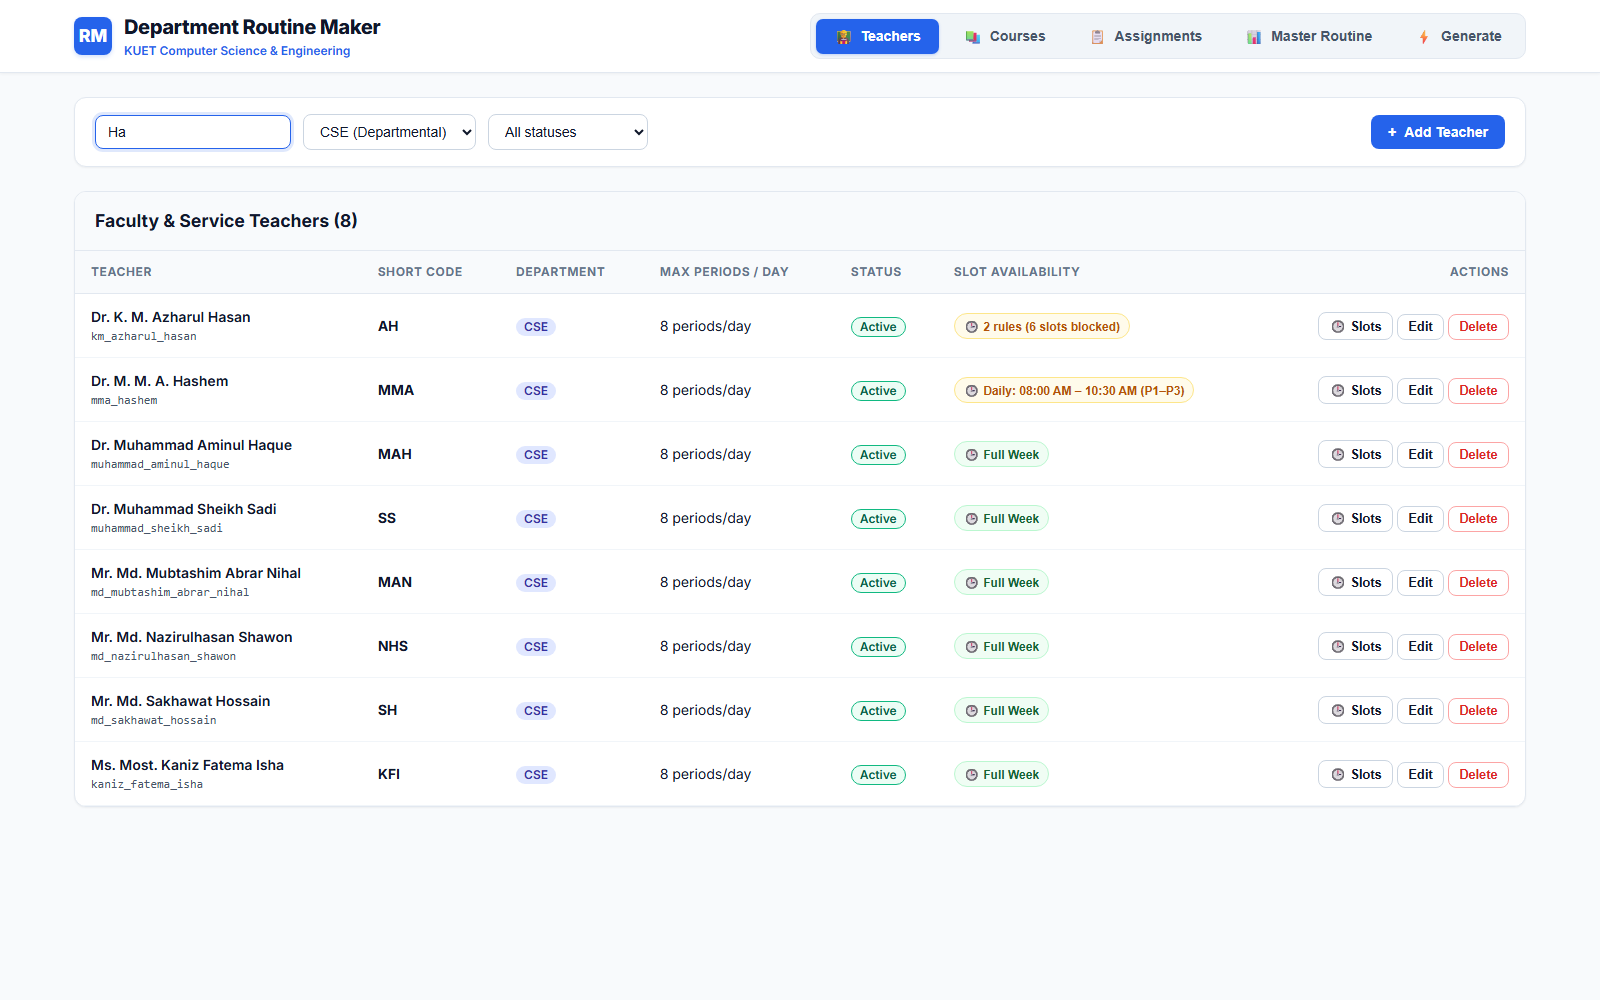 RM
Department Routine Maker
KUET Computer Science & Engineering
Teachers
Courses
Assignments
Master Routine
Generate
Ha
CSE (Departmental)
All statuses
+ Add Teacher
Faculty & Service Teachers (8)
TEACHER SHORT CODE DEPARTMENT MAX PERIODS / DAY STATUS SLOT AVAILABILITY ACTIONS
Dr. K. M. Azharul Hasan
km_azharul_hasan
AH CSE 8 periods/day Active 2 rules (6 slots blocked) Slots Edit Delete
Dr. M. M. A. Hashem
mma_hashem
MMA CSE 8 periods/day Active Daily: 08:00 AM – 10:30 AM (P1–P3) Slots Edit Delete
Dr. Muhammad Aminul Haque
muhammad_aminul_haque
MAH CSE 8 periods/day Active Full Week Slots Edit Delete
Dr. Muhammad Sheikh Sadi
muhammad_sheikh_sadi
SS CSE 8 periods/day Active Full Week Slots Edit Delete
Mr. Md. Mubtashim Abrar Nihal
md_mubtashim_abrar_nihal
MAN CSE 8 periods/day Active Full Week Slots Edit Delete
Mr. Md. Nazirulhasan Shawon
md_nazirulhasan_shawon
NHS CSE 8 periods/day Active Full Week Slots Edit Delete
Mr. Md. Sakhawat Hossain
md_sakhawat_hossain
SH CSE 8 periods/day Active Full Week Slots Edit Delete
Ms. Most. Kaniz Fatema Isha
kaniz_fatema_isha
KFI CSE 8 periods/day Active Full Week Slots Edit Delete